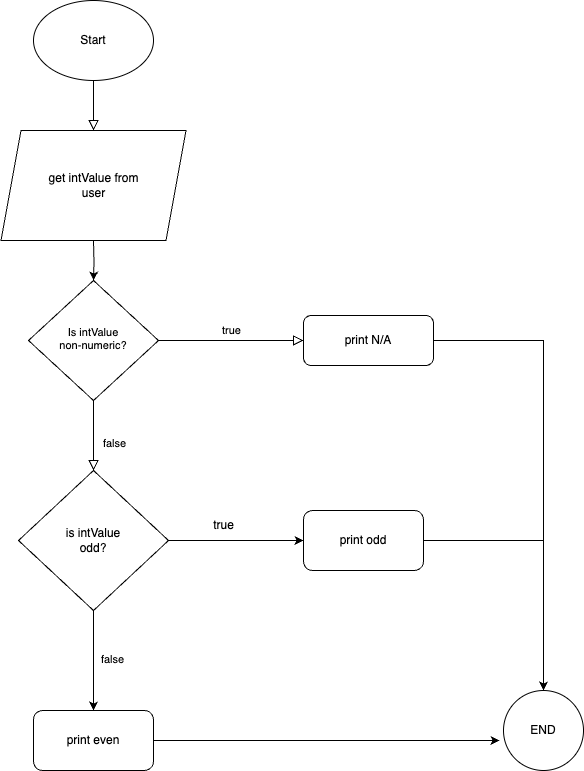 Start
get intValue from
user
Is intValue
non-numeric?
true
print N/A
false
is intValue
odd?
true
print odd
false
print even
END